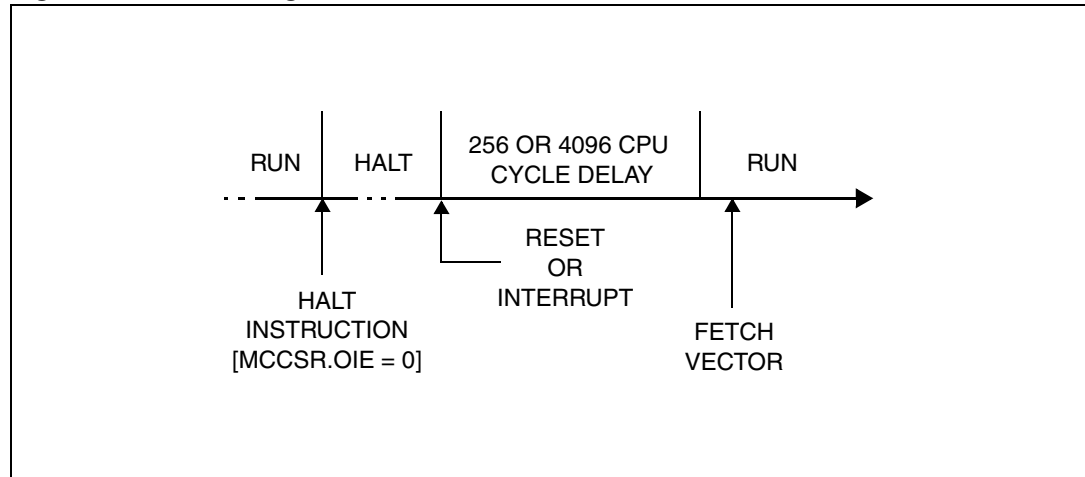 RUN
HALT
256 OR 4096 CPU
CYCLE DELAY
RUN
RESET
OR
INTERRUPT
HALT
INSTRUCTION
[MCCSR.OIE = 0]
FETCH
VECTOR